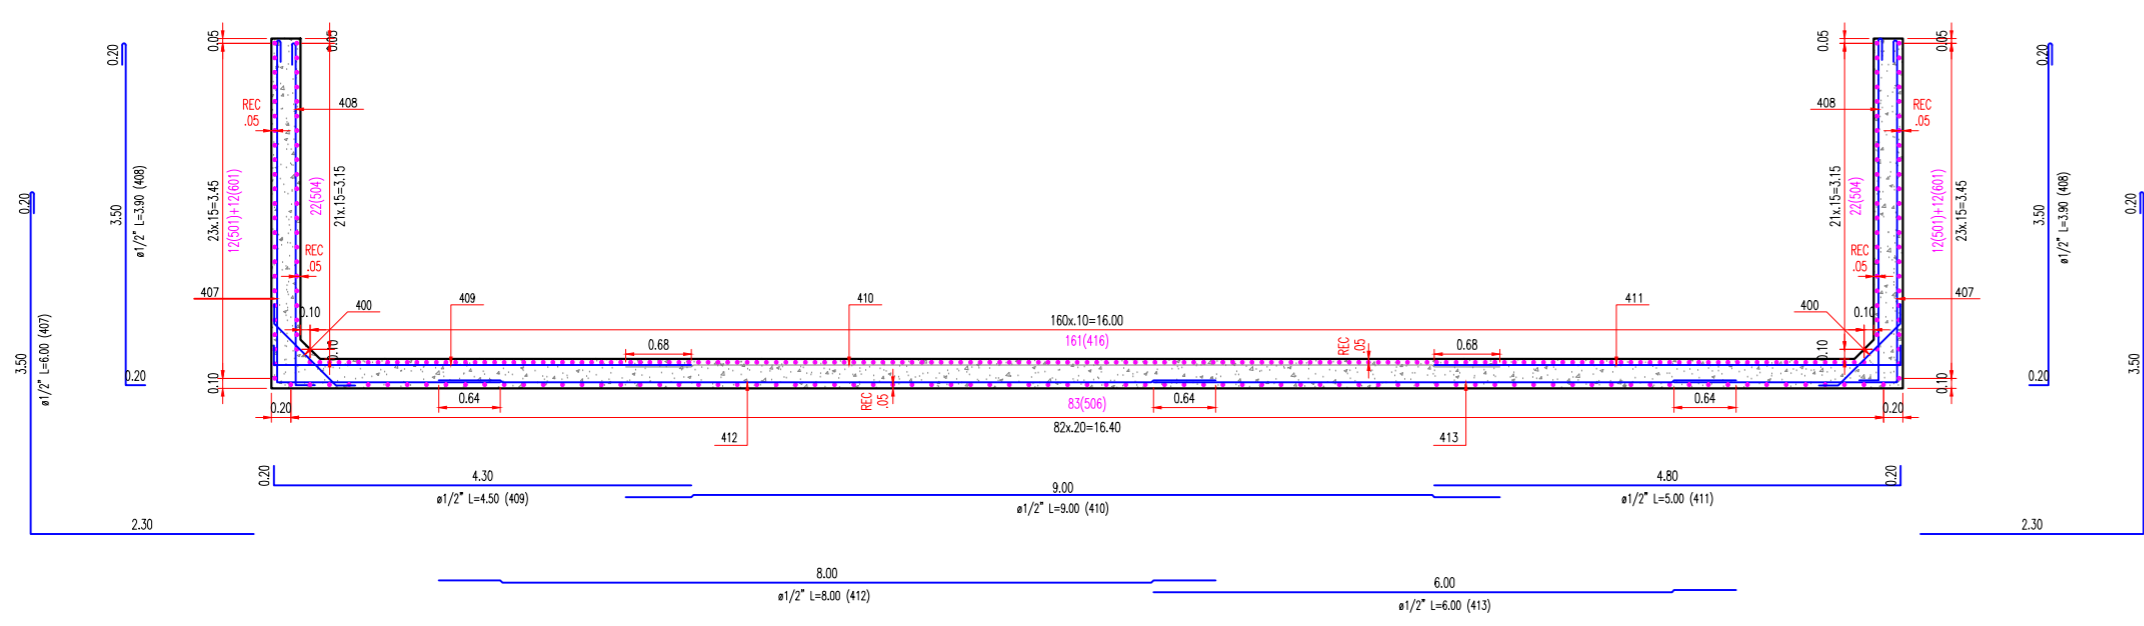 0.20
3.50
ø1/2" L=6.00 (407)
2.30
0.20
3.50
ø1/2" L=3.90 (408)
0.20
0.05
23x.15=3.45
12(501)+12(601)
0.10
REC
.05
0.05
408
22(504)
21x.15=3.15
REC
.05
407
0.10
400
0.10
409
410
411
160x.10=16.00
161(416)
0.68
REC
.05
0.68
0.20
0.64
REC
.05
0.64
83(506)
0.64
0.20
412
82x.20=16.40
413
0.05
408
21x.15=3.15
22(504)
REC
.05
400
0.10
0.10
0.05
REC
.05
12(501)+12(601)
23x.15=3.45
407
0.10
0.20
3.50
ø1/2" L=3.90 (408)
0.20
0.20
3.50
2.30
0.20
4.30
ø1/2" L=4.50 (409)
9.00
ø1/2" L=9.00 (410)
4.80
ø1/2" L=5.00 (411)
0.20
8.00
ø1/2" L=8.00 (412)
6.00
ø1/2" L=6.00 (413)